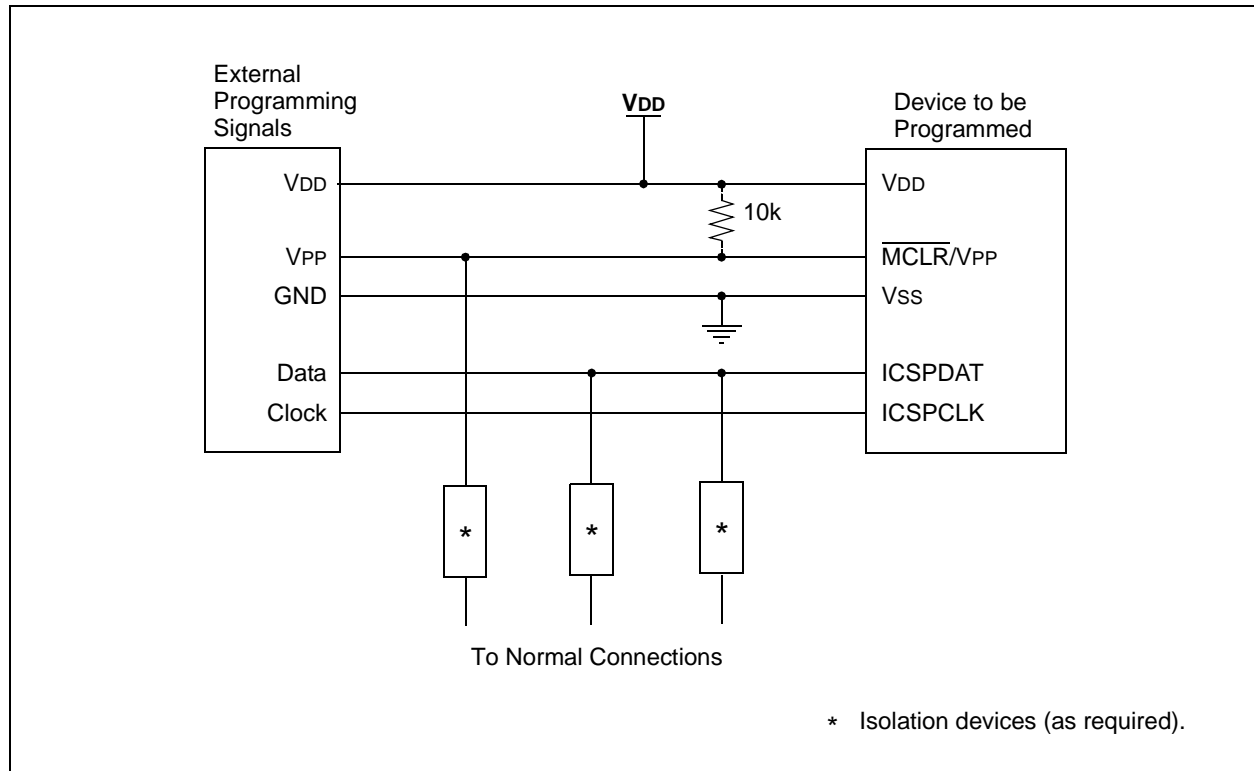 External
Programming
Signals
VDD
Device to be
Programmed
VDD
VDD
10k
VPP
MCLR/VPP
GND
VSS
Data
ICSPDAT
Clock
ICSPCLK
*
*
*
To Normal Connections
* Isolation devices (as required).